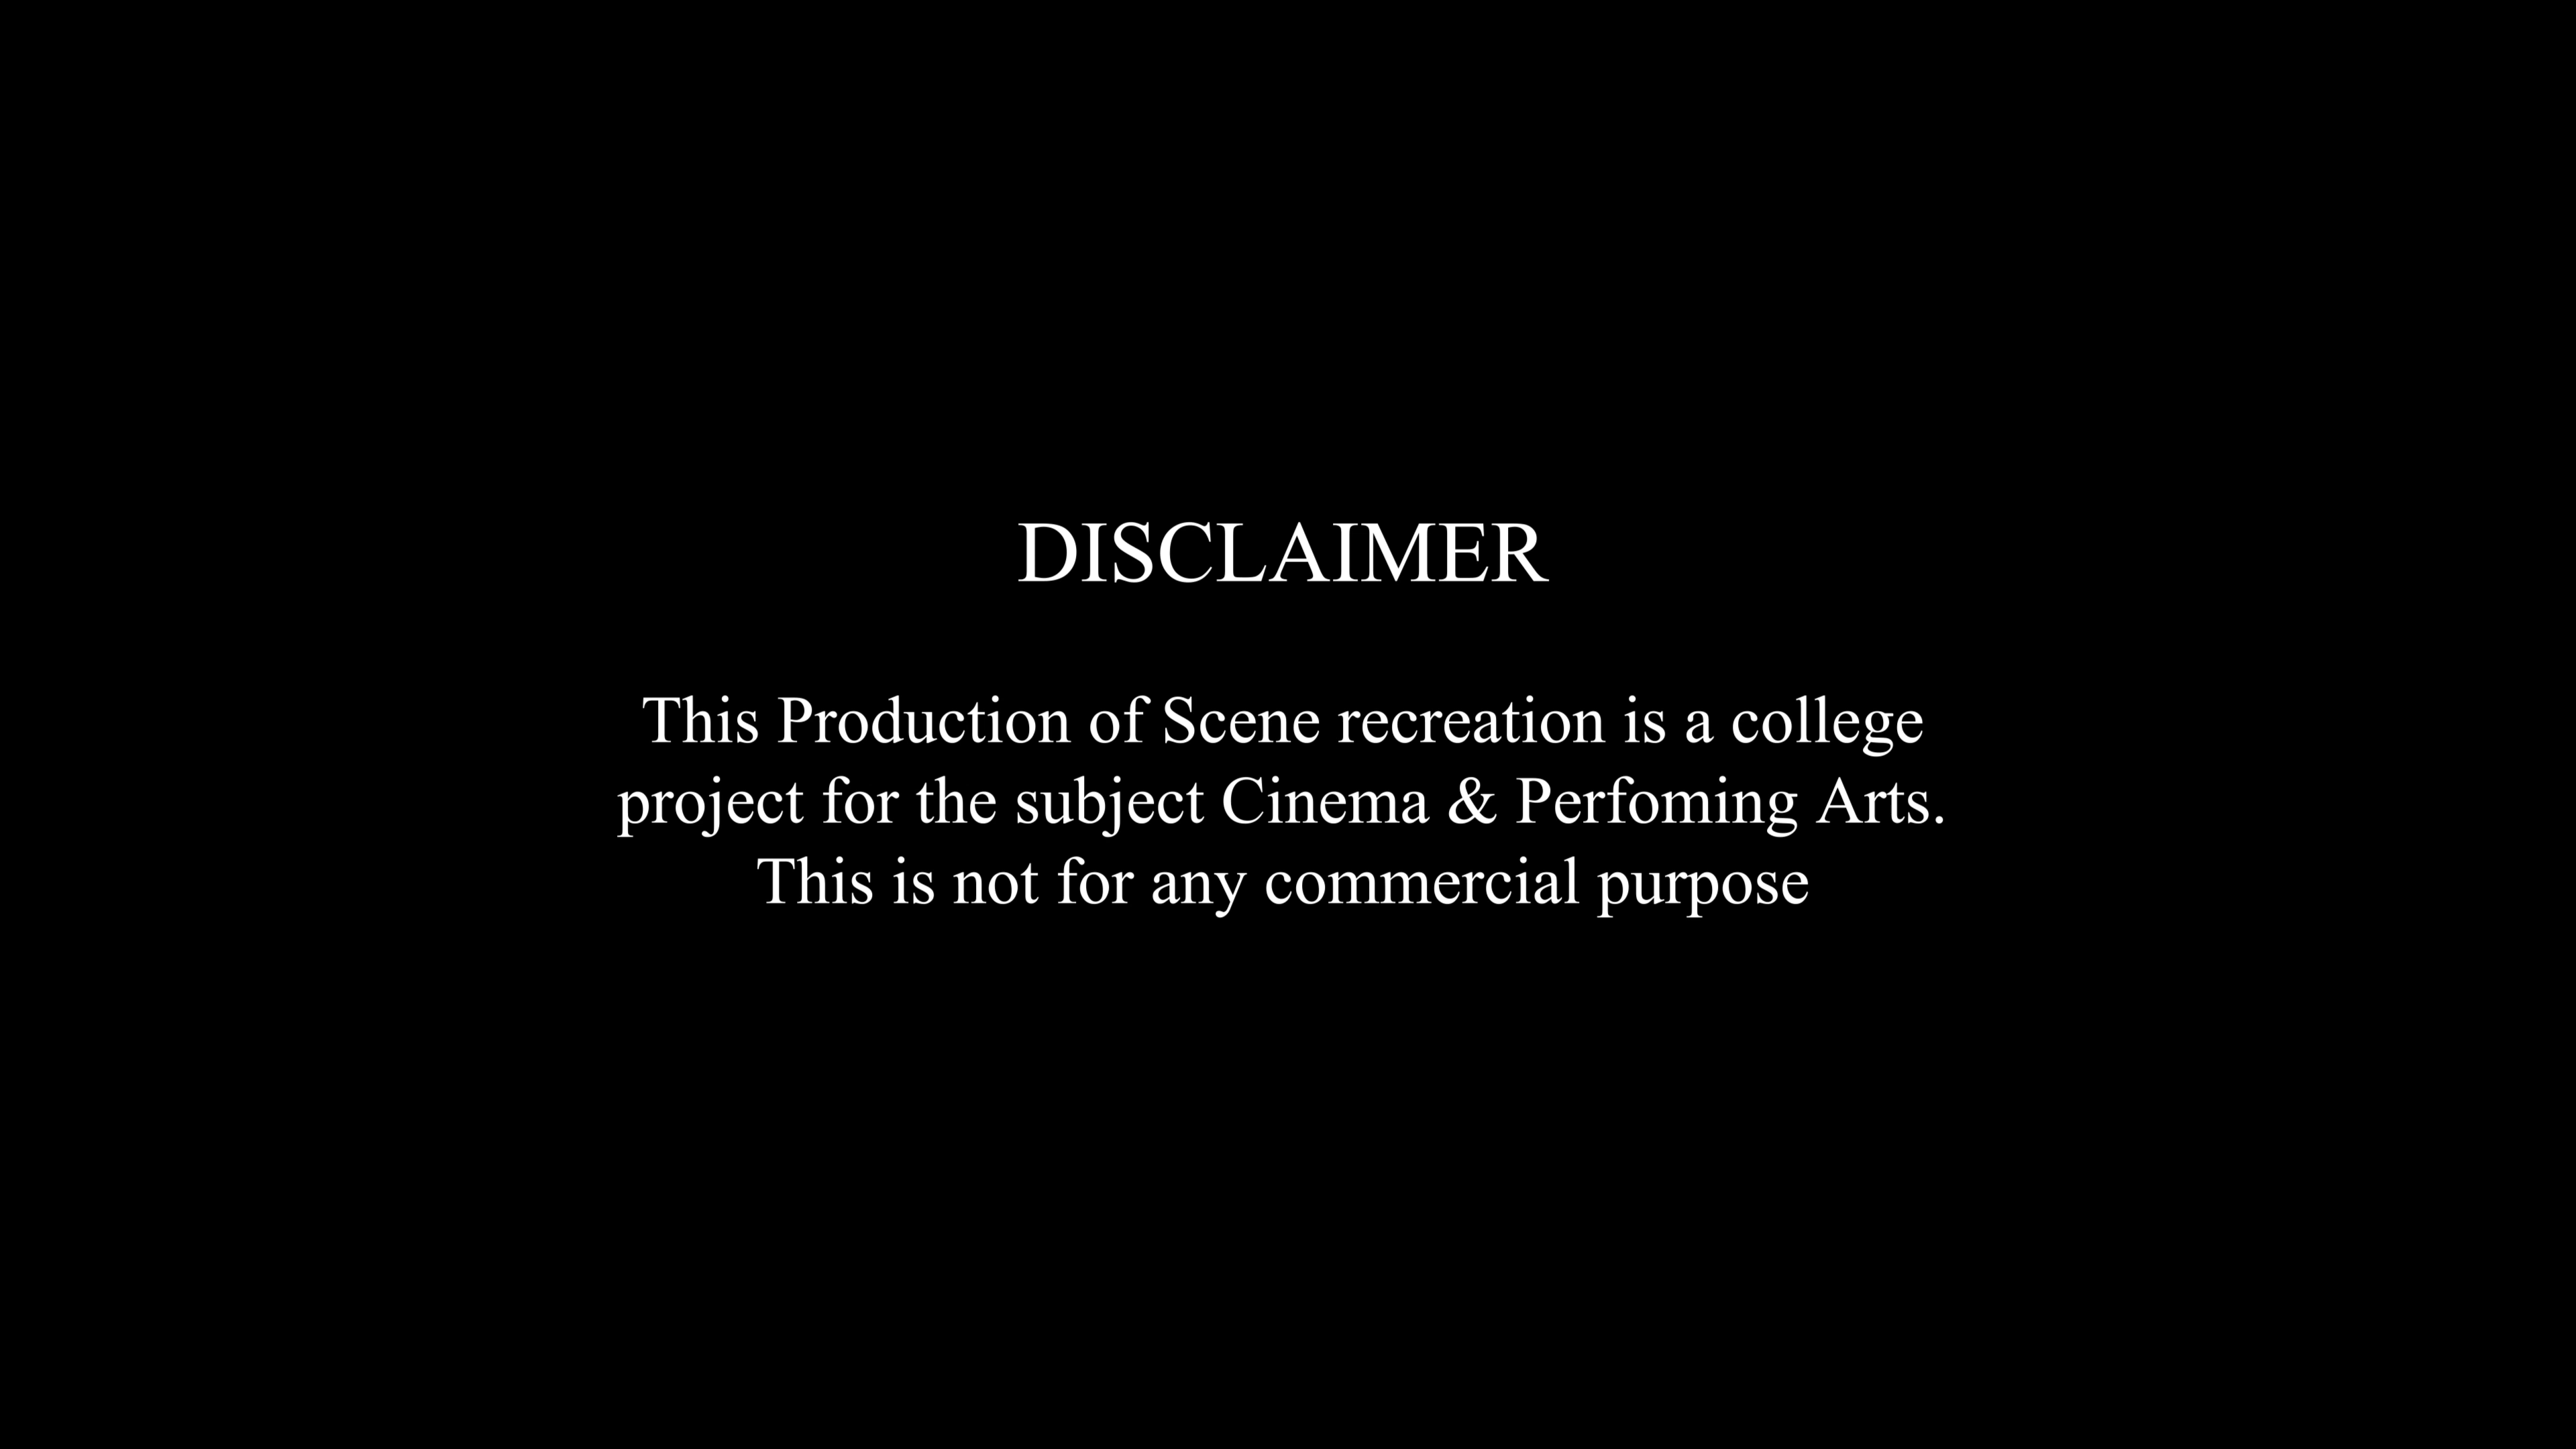 DISCLAIMER
This Production of Scene recreation is a college
project for the subject Cinema & Perfoming Arts.
This is not for any commercial purpose